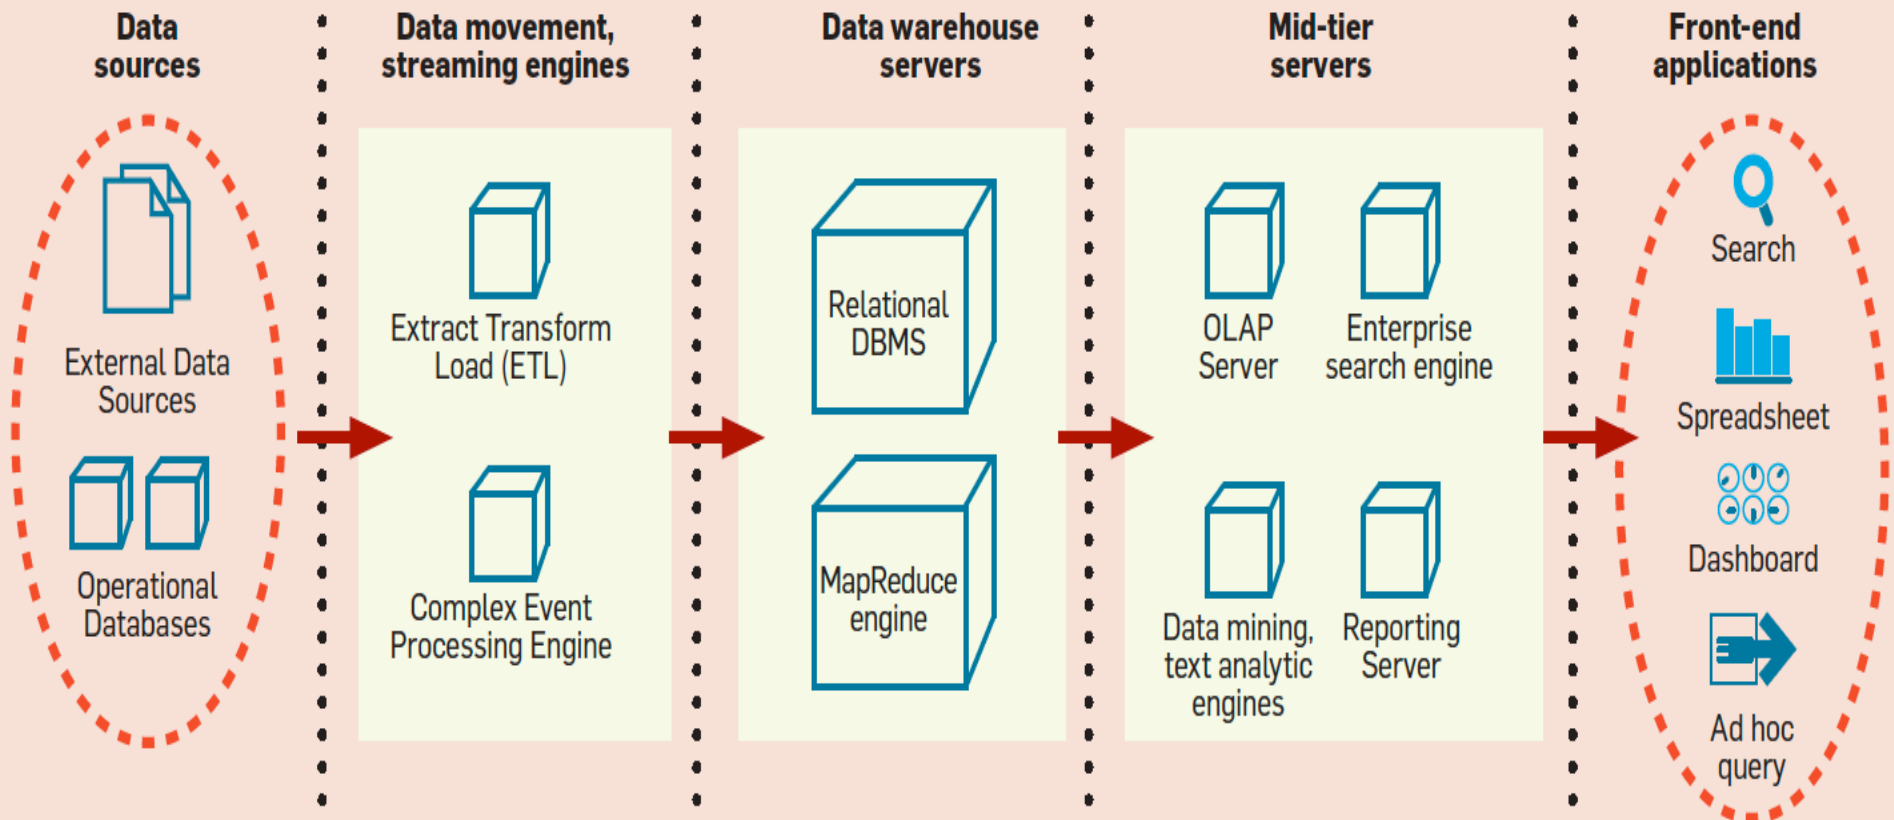 Data
sources
Data movement,
streaming engines
Data warehouse
servers
Mid-tier
servers
Front-end
applications
External Data
Sources
Operational
Databases
Extract Transform
Load (ETL)
Complex Event
Processing Engine
Relational
DBMS
MapReduce
engine
OLAP
Server
Enterprise
search engine
Data mining,
text analytic
engines
Reporting
Server
Search
Spreadsheet
Dashboard
Ad hoc
query